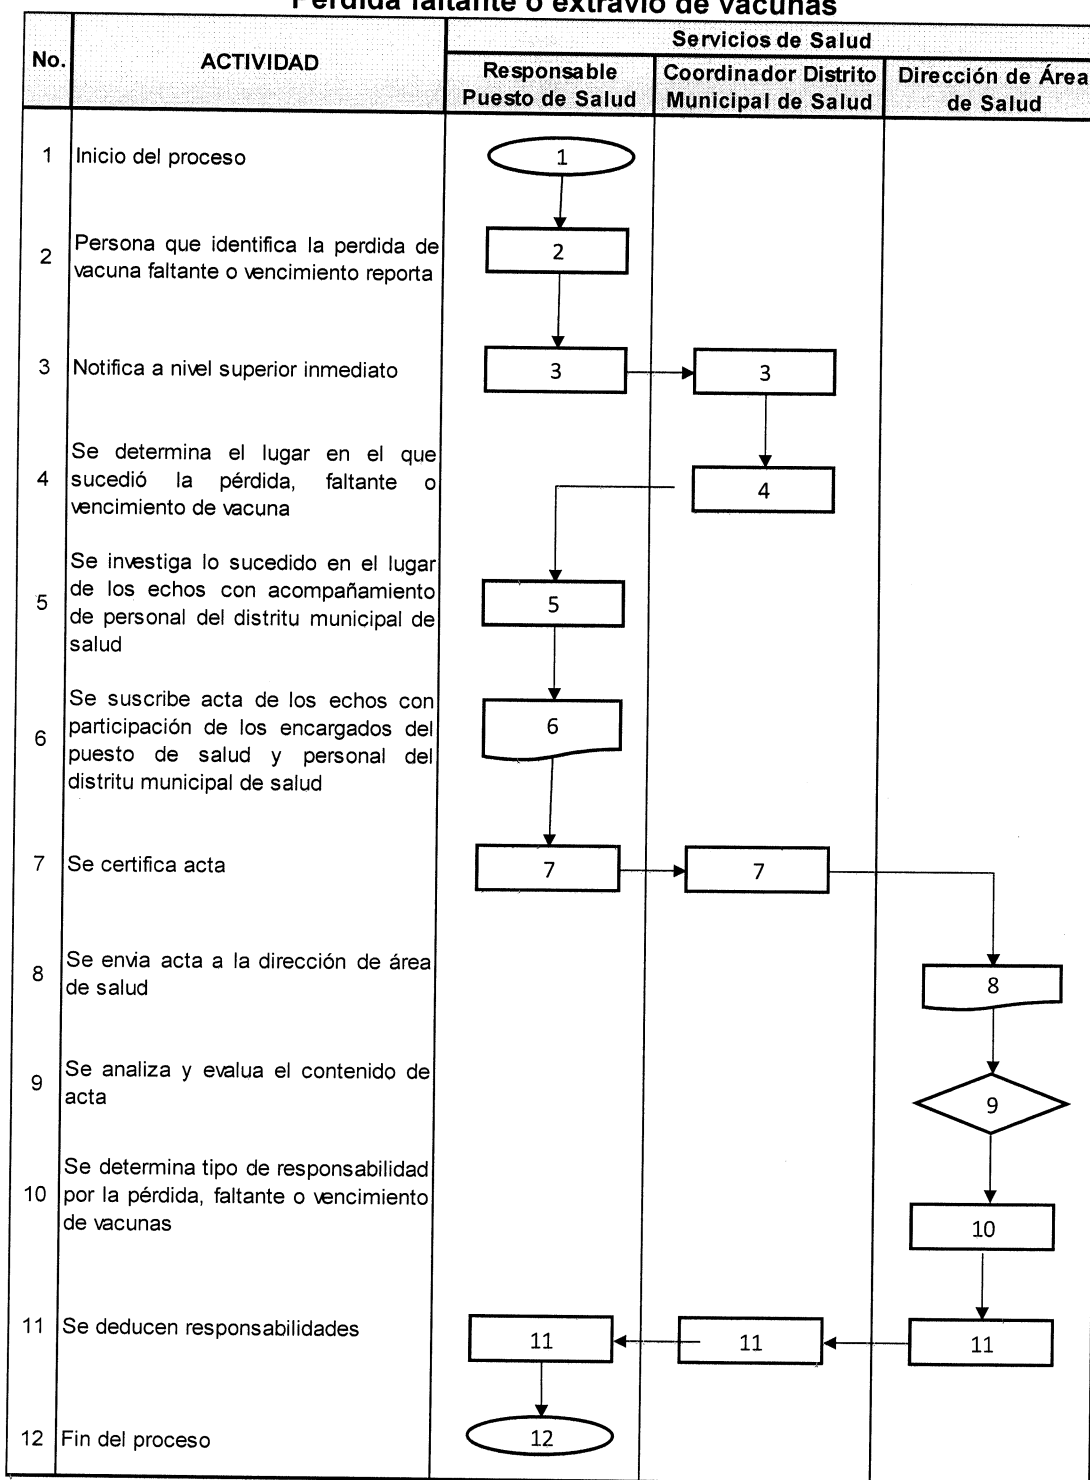 Pérdida faltante o extravío de vacunas
No.
ACTIVIDAD
Servicios de Salud
Responsable
Puesto de Salud
Coordinador Distrito
Municipal de Salud
Dirección de Área
de Salud
1
Inicio del proceso
1
2
Persona que identifica la perdida de
vacuna faltante o vencimiento reporta
2
3
Notifica a nivel superior inmediato
3
3
4
Se determina el lugar en el que
sucedió la pérdida, faltante o
vencimiento de vacuna
4
5
Se investiga lo sucedido en el lugar
de los echos con acompañamiento
de personal del distritu municipal de
salud
5
6
Se suscribe acta de los echos con
participación de los encargados del
puesto de salud y personal del
distritu municipal de salud
6
7
Se certifica acta
7
7
8
Se envia acta a la dirección de área
de salud
8
9
Se analiza y evalua el contenido de
acta
9
10
Se determina tipo de responsabilidad
por la pérdida, faltante o vencimiento
de vacunas
10
11
Se deducen responsabilidades
11
11
11
12
Fin del proceso
12